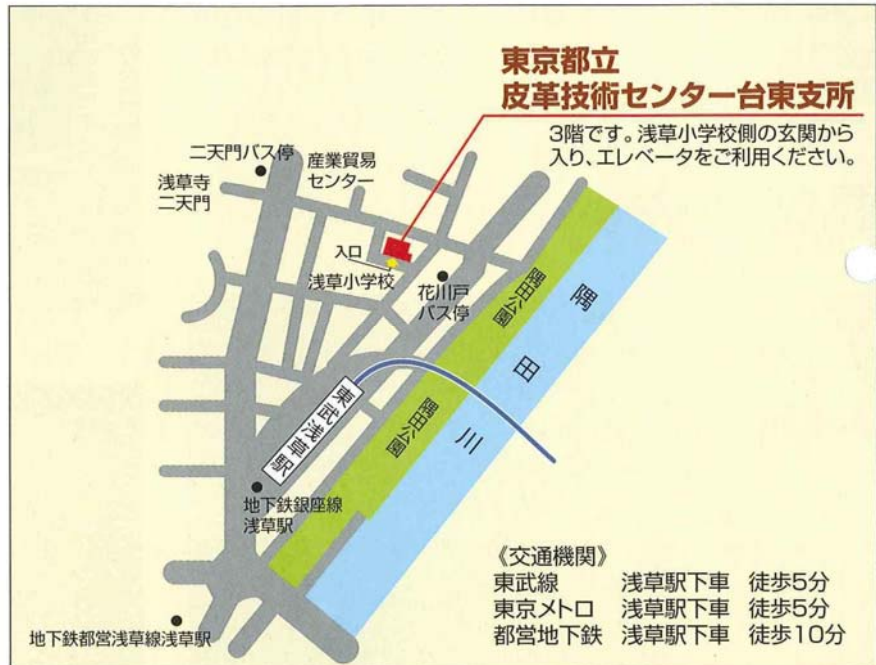 東京都立
皮革技術センター台東支所
3階です。浅草小学校側の玄関から
入り、エレベータをご利用ください。
二天門バス停
産業貿易
センター
浅草寺
二天門
入口
浅草小学校
花川戸
バス停
隅田公園
隅田川
隅田公園
東武浅草駅
地下鉄銀座線
浅草駅
地下鉄都営浅草線浅草駅
《交通機関》
東武線 浅草駅下車 徒歩5分
東京メトロ 浅草駅下車 徒歩5分
都営地下鉄 浅草駅下車 徒歩10分